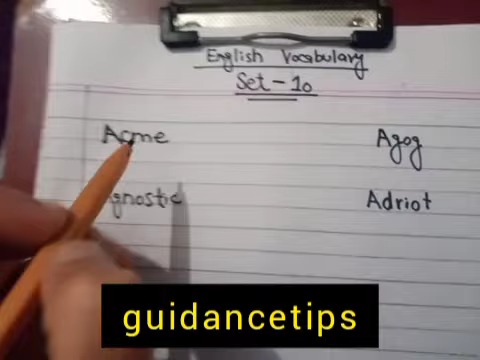 English Vocabulary
Set - 10
Acme Agog
gnostic Adriot
guidancetips